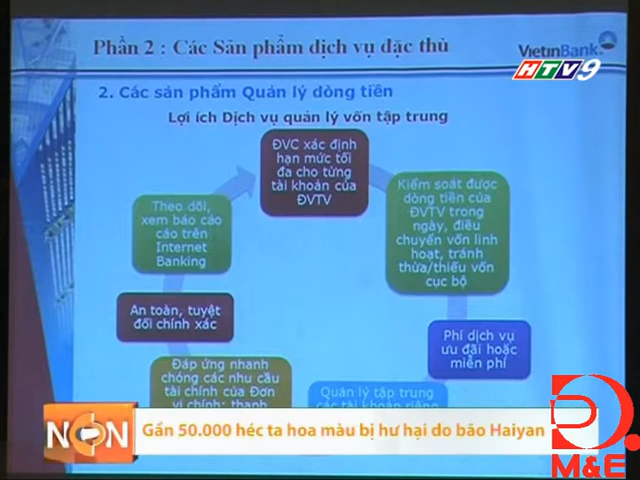 Phần 2 : Các Sản phẩm dịch vụ đặc thù
VietinBank
HTV9
2. Các sản phẩm Quản lý dòng tiền
Lợi ích Dịch vụ quản lý vốn tập trung
ĐVC xác định
hạn mức tối
đa cho từng
tài khoản của
ĐVTV
Kiểm soát được
dòng tiền của
ĐVTV trong
ngày, điều
chuyển vốn linh
hoạt, tránh
thừa/thiếu vốn
cục bộ
Phí dịch vụ
ưu đãi hoặc
miễn phí
Quản lý tập trung
các tài khoản riêng
Đáp ứng nhanh
chóng các nhu cầu
tài chính của Đơn
vị chính: thanh
An toàn, tuyệt
đối chính xác
Theo dõi,
xem báo cáo
cáo trên
Internet
Banking
Gần 50.000 héc ta hoa màu bị hư hại do bão Haiyan
M&E